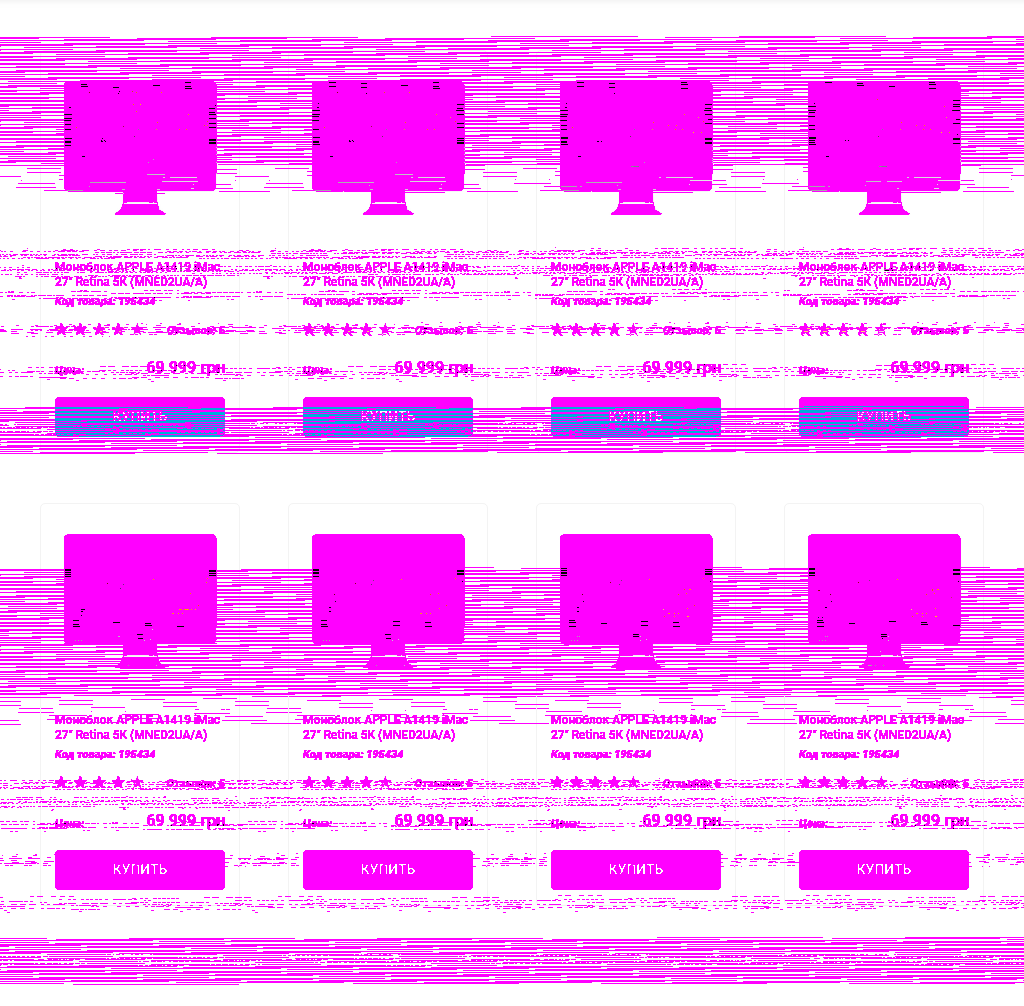 Моноблок APPLE A1419 iMac Моноблок APPLE A1419 iMac Моноблок APPLE A1419 iMac Моноблок APPLE A1419 iMac
27" Retina 5K (MNED2UA/A) 27" Retina 5K (MNED2UA/A) 27" Retina 5K (MNED2UA/A) 27" Retina 5K (MNED2UA/A)
Код товара: 196434 Код товара: 196434 Код товара: 196434 Код товара: 196434
Отзывов: 6 Отзывов: 6 Отзывов: 6 Отзывов: 6
Цена: 69 999 грн Цена: 69 999 грн Цена: 69 999 грн Цена: 69 999 грн
КУПИТЬ КУПИТЬ КУПИТЬ КУПИТЬ
Моноблок APPLE A1419 iMac Моноблок APPLE A1419 iMac Моноблок APPLE A1419 iMac Моноблок APPLE A1419 iMac
27" Retina 5K (MNED2UA/A) 27" Retina 5K (MNED2UA/A) 27" Retina 5K (MNED2UA/A) 27" Retina 5K (MNED2UA/A)
Код товара: 196434 Код товара: 196434 Код товара: 196434 Код товара: 196434
Отзывов: 6 Отзывов: 6 Отзывов: 6 Отзывов: 6
Цена: 69 999 грн Цена: 69 999 грн Цена: 69 999 грн Цена: 69 999 грн
КУПИТЬ КУПИТЬ КУПИТЬ КУПИТЬ